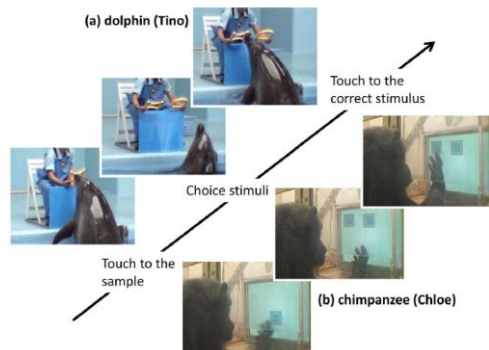 (a) dolphin (Tino)
Touch to the
correct stimulus
Choice stimuli
Touch to the
sample
(b) chimpanzee (Chloe)